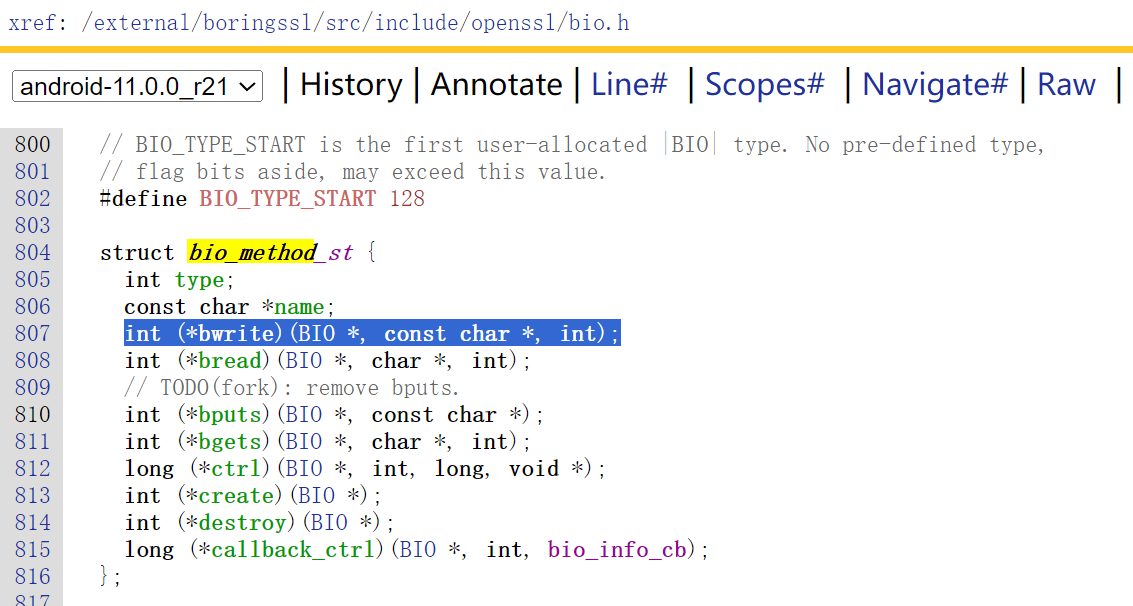 xref: /external/boringssl/src/include/openssl/bio.h
android-11.0.0_r21 | History | Annotate | Line# | Scopes# | Navigate# | Raw |
800 // BIO_TYPE_START is the first user-allocated |BIO| type. No pre-defined type,
801 // flag bits aside, may exceed this value.
802 #define BIO_TYPE_START 128
803
804 struct bio_method_st {
805 int type;
806 const char *name;
807 int (*bwrite)(BIO *, const char *, int);
808 int (*bread)(BIO *, char *, int);
809 // TODO(fork): remove bputs.
810 int (*bputs)(BIO *, const char *);
811 int (*bgets)(BIO *, char *, int);
812 long (*ctrl)(BIO *, int, long, void *);
813 int (*create)(BIO *);
814 int (*destroy)(BIO *);
815 long (*callback_ctrl)(BIO *, int, bio_info_cb);
816 };
817